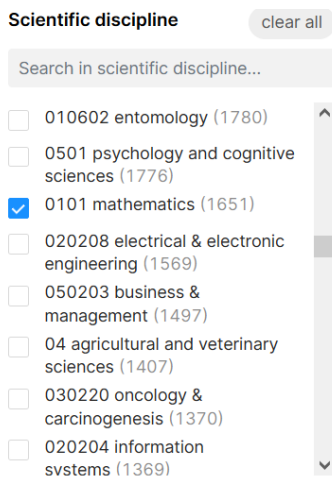 Scientific discipline
clear all
Search in scientific discipline...
010602 entomology (1780)
0501 psychology and cognitive
sciences (1776)
0101 mathematics (1651)
020208 electrical & electronic
engineering (1569)
050203 business &
management (1497)
04 agricultural and veterinary
sciences (1407)
030220 oncology &
carcinogenesis (1370)
020204 information
systems (1369)